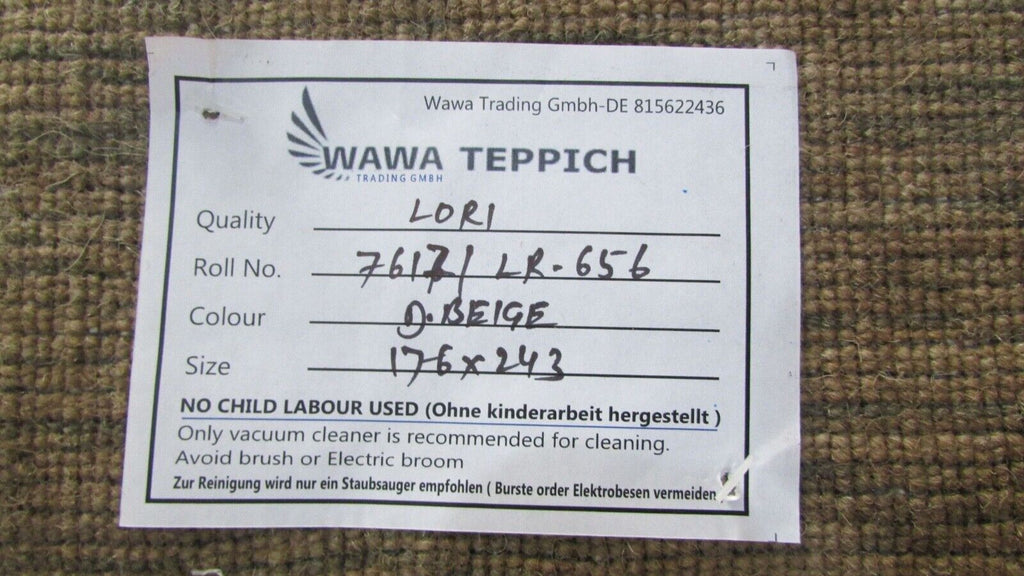 Wawa Trading Gmbh-DE 815622436
WAWA TEPPICH
TRADING GMBH
Quality LORI
Roll No. 7617/ LR-656
Colour D.BEIGE
Size 176x243
NO CHILD LABOUR USED (Ohne kinderarbeit hergestellt )
Only vacuum cleaner is recommended for cleaning.
Avoid brush or Electric broom
Zur Reinigung wird nur ein Staubsauger empfohlen ( Burste order Elektrobesen vermeiden